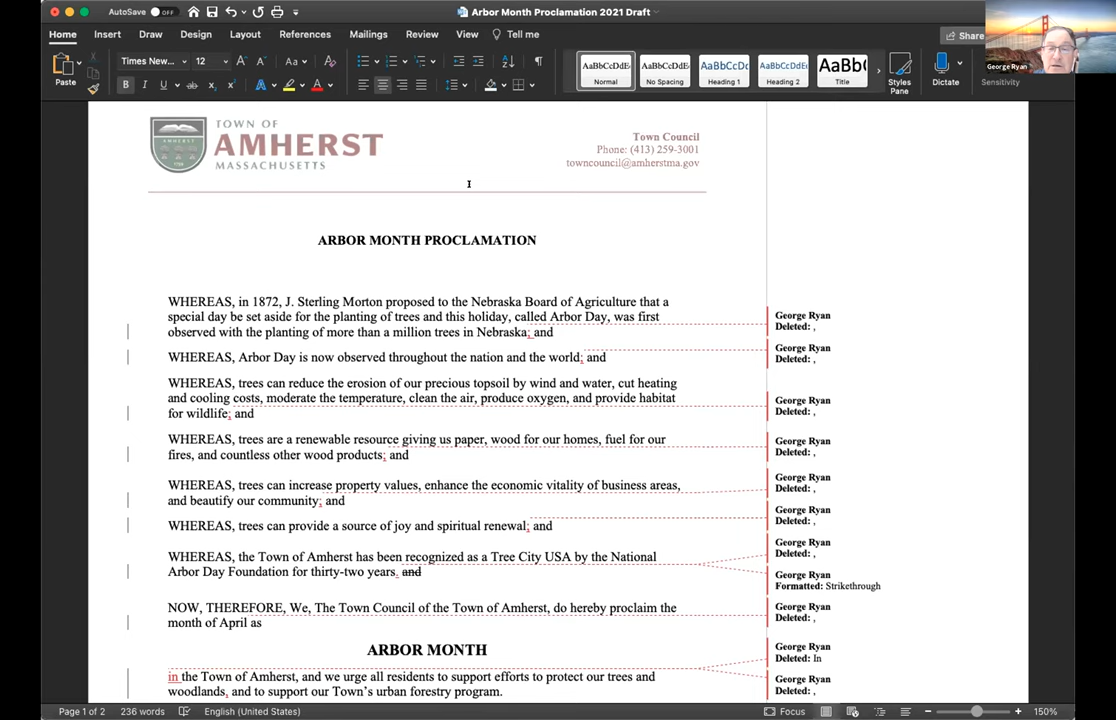 AutoSave OFF Arbor Month Proclamation 2021 Draft
Home Insert Draw Design Layout References Mailings Review View Tell me Share
George Ryan
Paste Times New... 12 Aa AaBbCcDdE AaBbCcDdE AaBbCcDc AaBbCcDdE AaBb( Styles Pane Dictate Sensitivity
B I U ab x₂ x² A A Normal No Spacing Heading 1 Heading 2 Title
TOWN OF
AMHERST
MASSACHUSETTS
Town Council
Phone: (413) 259-3001
towncouncil@amherstma.gov
ARBOR MONTH PROCLAMATION
WHEREAS, in 1872, J. Sterling Morton proposed to the Nebraska Board of Agriculture that a
special day be set aside for the planting of trees and this holiday, called Arbor Day, was first
observed with the planting of more than a million trees in Nebraska; and
WHEREAS, Arbor Day is now observed throughout the nation and the world; and
WHEREAS, trees can reduce the erosion of our precious topsoil by wind and water, cut heating
and cooling costs, moderate the temperature, clean the air, produce oxygen, and provide habitat
for wildlife; and
WHEREAS, trees are a renewable resource giving us paper, wood for our homes, fuel for our
fires, and countless other wood products; and
WHEREAS, trees can increase property values, enhance the economic vitality of business areas,
and beautify our community; and
WHEREAS, trees can provide a source of joy and spiritual renewal; and
WHEREAS, the Town of Amherst has been recognized as a Tree City USA by the National
Arbor Day Foundation for thirty-two years. and
NOW, THEREFORE, We, The Town Council of the Town of Amherst, do hereby proclaim the
month of April as
ARBOR MONTH
in the Town of Amherst, and we urge all residents to support efforts to protect our trees and
woodlands, and to support our Town's urban forestry program.
George Ryan
Deleted: ,
George Ryan
Deleted: ,
George Ryan
Deleted: ,
George Ryan
Deleted: ,
George Ryan
Deleted: ,
George Ryan
Deleted: ,
George Ryan
Deleted: ,
George Ryan
Formatted: Strikethrough
George Ryan
Deleted: ,
George Ryan
Deleted: In
George Ryan
Deleted: ,
Page 1 of 2 236 words English (United States) Focus 150%